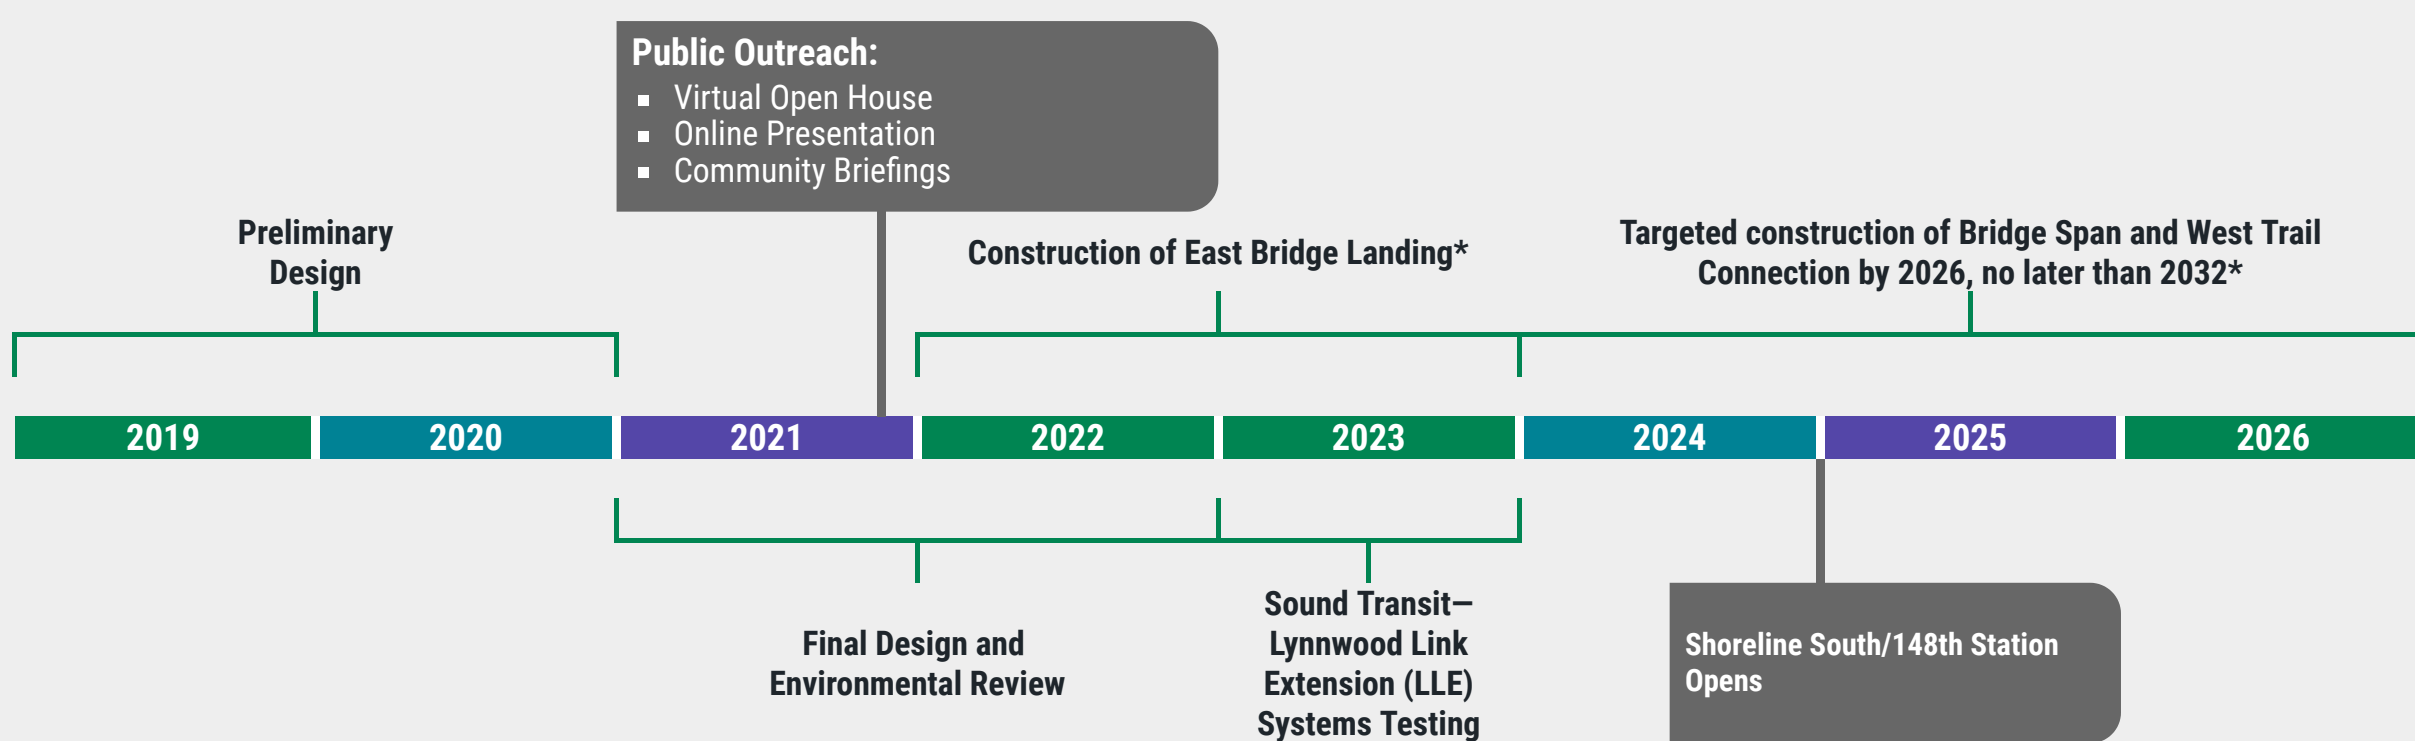 Public Outreach:
▪ Virtual Open House
▪ Online Presentation
▪ Community Briefings
Preliminary
Design
Construction of East Bridge Landing*
Targeted construction of Bridge Span and West Trail
Connection by 2026, no later than 2032*
2019
2020
2021
2022
2023
2024
2025
2026
Final Design and
Environmental Review
Sound Transit—
Lynnwood Link
Extension (LLE)
Systems Testing
Shoreline South/148th Station
Opens